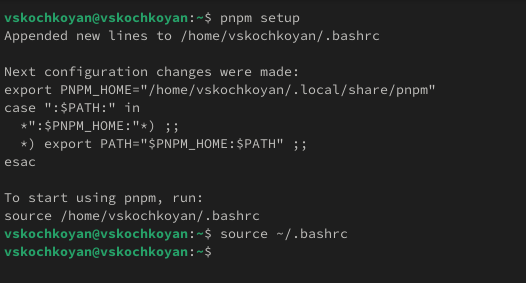 vskochkoyan@vskochkoyan:~$ pnpm setup
Appended new lines to /home/vskochkoyan/.bashrc

Next configuration changes were made:
export PNPM_HOME="/home/vskochkoyan/.local/share/pnpm"
case ":$PATH:" in
  *":$PNPM_HOME:"*) ;;
  *) export PATH="$PNPM_HOME:$PATH" ;;
esac

To start using pnpm, run:
source /home/vskochkoyan/.bashrc
vskochkoyan@vskochkoyan:~$ source ~/.bashrc
vskochkoyan@vskochkoyan:~$